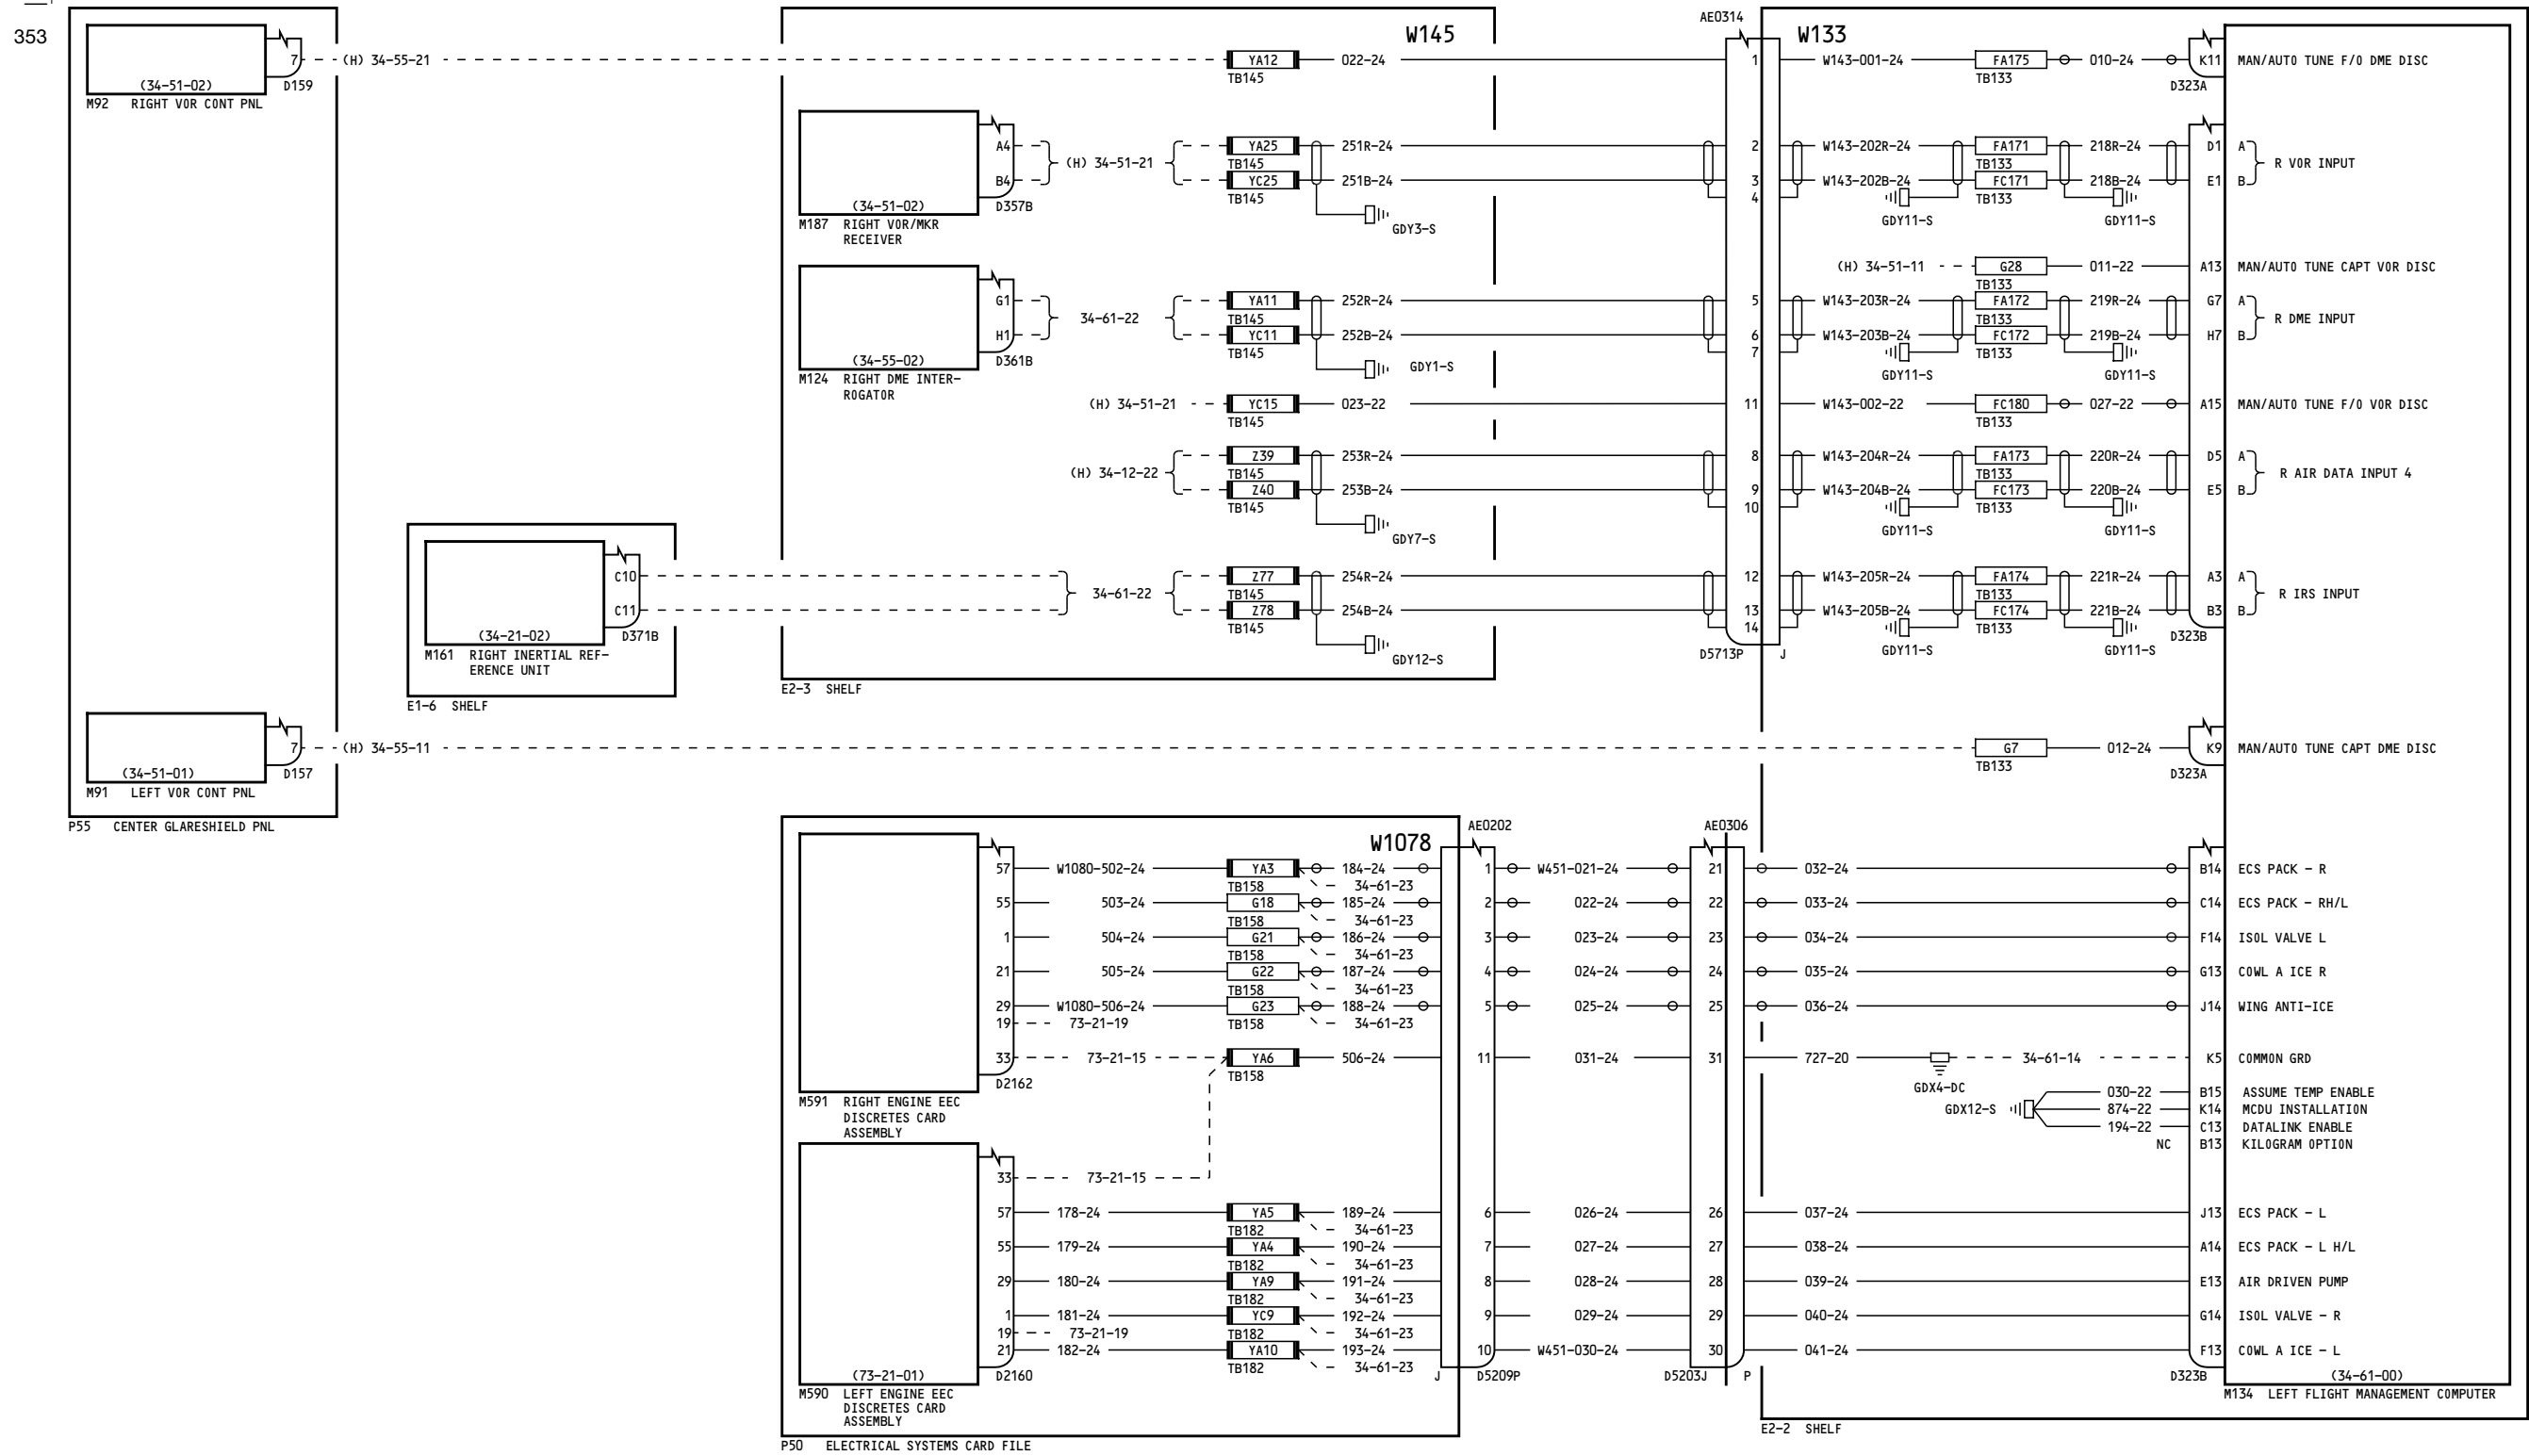 353
AE0314
W145
W133
7
(H) 34-55-21
YA12
022-24
1
W143-001-24
FA175
010-24
K11
MAN/AUTO TUNE F/O DME DISC
(34-51-02)
D159
TB145
TB133
D323A
M92 RIGHT VOR CONT PNL
A4
YA25
251R-24
2
W143-202R-24
FA171
218R-24
D1
A
(H) 34-51-21
TB145
TB133
R VOR INPUT
B4
YC25
251B-24
3
W143-202B-24
FC171
218B-24
E1
B
(34-51-02)
D357B
TB145
4
TB133
M187 RIGHT VOR/MKR
RECEIVER
GDY3-S
GDY11-S
GDY11-S
(H) 34-51-11
G28
011-22
A13
MAN/AUTO TUNE CAPT VOR DISC
TB133
G1
YA11
252R-24
5
W143-203R-24
FA172
219R-24
G7
A
34-61-22
TB145
TB133
R DME INPUT
H1
YC11
252B-24
6
W143-203B-24
FC172
219B-24
H7
B
(34-55-02)
D361B
TB145
7
TB133
M124 RIGHT DME INTER-
ROGATOR
GDY1-S
GDY11-S
GDY11-S
(H) 34-51-21
YC15
023-22
11
W143-002-22
FC180
027-22
A15
MAN/AUTO TUNE F/O VOR DISC
TB145
TB133
Z39
253R-24
8
W143-204R-24
FA173
220R-24
D5
A
(H) 34-12-22
TB145
TB133
R AIR DATA INPUT 4
Z40
253B-24
9
W143-204B-24
FC173
220B-24
E5
B
TB145
10
TB133
GDY7-S
GDY11-S
GDY11-S
C10
Z77
254R-24
12
W143-205R-24
FA174
221R-24
A3
A
34-61-22
TB145
TB133
R IRS INPUT
C11
Z78
254B-24
13
W143-205B-24
FC174
221B-24
B3
B
(34-21-02)
D371B
TB145
14
TB133
D323B
M161 RIGHT INERTIAL REF-
ERENCE UNIT
GDY12-S
D5713P
J
GDY11-S
GDY11-S
E2-3 SHELF
E1-6 SHELF
7
(H) 34-55-11
G7
012-24
K9
MAN/AUTO TUNE CAPT DME DISC
(34-51-01)
D157
TB133
D323A
M91 LEFT VOR CONT PNL
P55 CENTER GLARESHIELD PNL
W1078
AE0202
AE0306
57
W1080-502-24
YA3
184-24
1
W451-021-24
21
032-24
B14
ECS PACK - R
TB158
34-61-23
55
503-24
G18
185-24
2
022-24
22
033-24
C14
ECS PACK - RH/L
TB158
34-61-23
1
504-24
G21
186-24
3
023-24
23
034-24
F14
ISOL VALVE L
TB158
34-61-23
21
505-24
G22
187-24
4
024-24
24
035-24
G13
COWL A ICE R
TB158
34-61-23
29
W1080-506-24
G23
188-24
5
025-24
25
036-24
J14
WING ANTI-ICE
19
73-21-19
TB158
34-61-23
33
73-21-15
YA6
506-24
11
031-24
31
727-20
34-61-14
K5
COMMON GRD
D2162
TB158
GDX4-DC
M591 RIGHT ENGINE EEC
DISCRETES CARD
ASSEMBLY
030-22
B15
ASSUME TEMP ENABLE
GDX12-S
874-22
K14
MCDU INSTALLATION
194-22
C13
DATALINK ENABLE
NC
B13
KILOGRAM OPTION
33
73-21-15
57
178-24
YA5
189-24
6
026-24
26
037-24
J13
ECS PACK - L
TB182
34-61-23
55
179-24
YA4
190-24
7
027-24
27
038-24
A14
ECS PACK - L H/L
TB182
34-61-23
29
180-24
YA9
191-24
8
028-24
28
039-24
E13
AIR DRIVEN PUMP
TB182
34-61-23
1
181-24
YC9
192-24
9
029-24
29
040-24
G14
ISOL VALVE - R
19
73-21-19
TB182
34-61-23
21
182-24
YA10
193-24
10
W451-030-24
30
041-24
F13
COWL A ICE - L
TB182
34-61-23
(73-21-01)
D2160
J
D5209P
D5203J
P
D323B
(34-61-00)
M590 LEFT ENGINE EEC
DISCRETES CARD
ASSEMBLY
M134 LEFT FLIGHT MANAGEMENT COMPUTER
E2-2 SHELF
P50 ELECTRICAL SYSTEMS CARD FILE